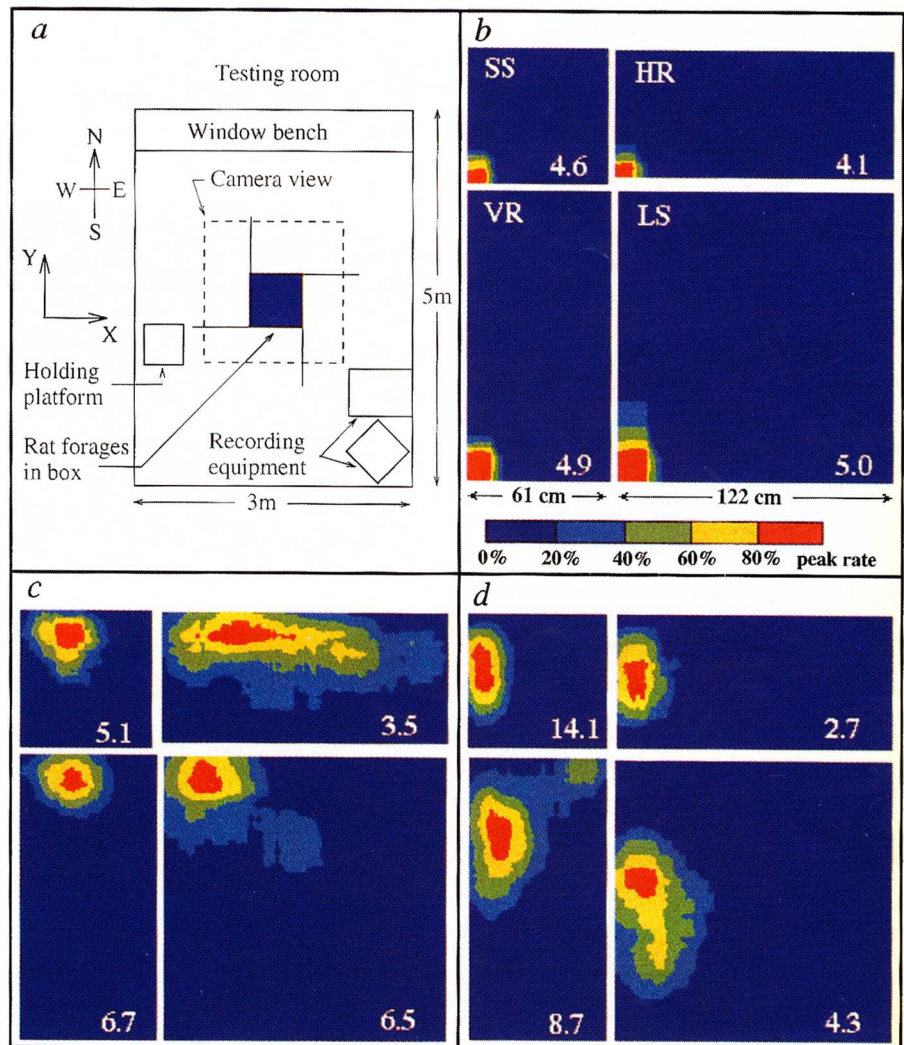 a
Testing room
Window bench
N
W E
S
Camera view
Y
X
5m
Holding
platform
Rat forages
in box
Recording
equipment
3m
b
SS
4.6
HR
4.1
VR
4.9
LS
5.0
61 cm
122 cm
0% 20% 40% 60% 80% peak rate
c
5.1
3.5
6.7
6.5
d
14.1
2.7
8.7
4.3